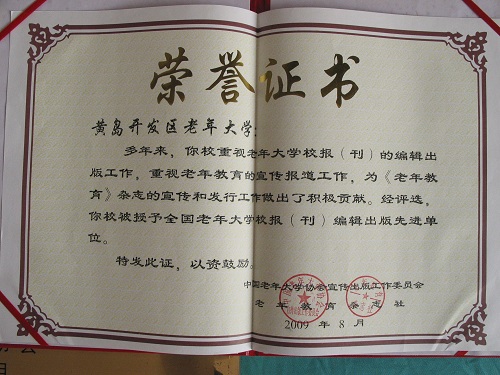 荣誉证书
黄岛开发区老年大学:
多年来，你校重视老年大学校报（刊）的编辑出
版工作，重视老年教育的宣传报道工作，为《老年教
育》杂志的宣传和发行工作做出了积极贡献。经评选，
你校被授予全国老年大学校报（刊）编辑出版先进单
位。
特发此证，以资鼓励。
中国老年大学协会宣传出版工作委员会
老年教育杂志社
2009 年 8 月